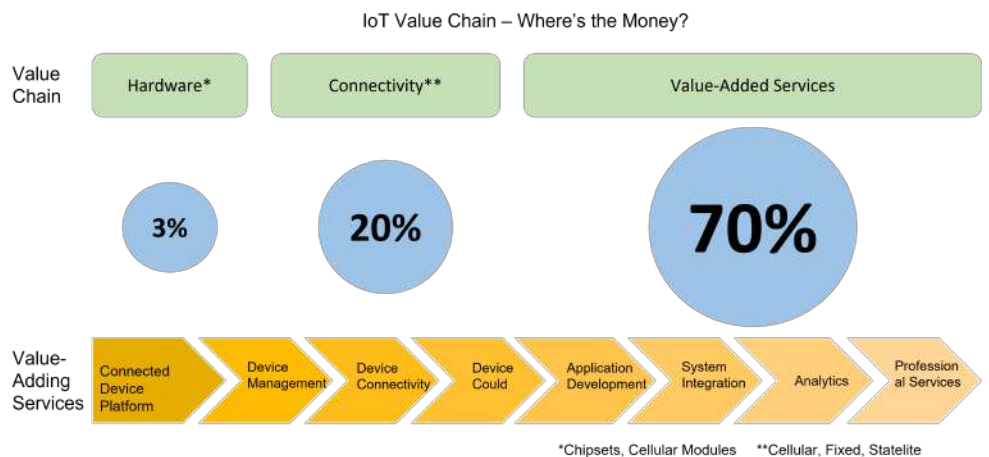 IoT Value Chain – Where's the Money?
Value
Chain
Hardware*
Connectivity**
Value-Added Services
3%
20%
70%
Value-
Adding
Services
Connected
Device
Platform
Device
Management
Device
Connectivity
Device
Could
Application
Development
System
Integration
Analytics
Profession
al Services
*Chipsets, Cellular Modules **Cellular, Fixed, Statelite